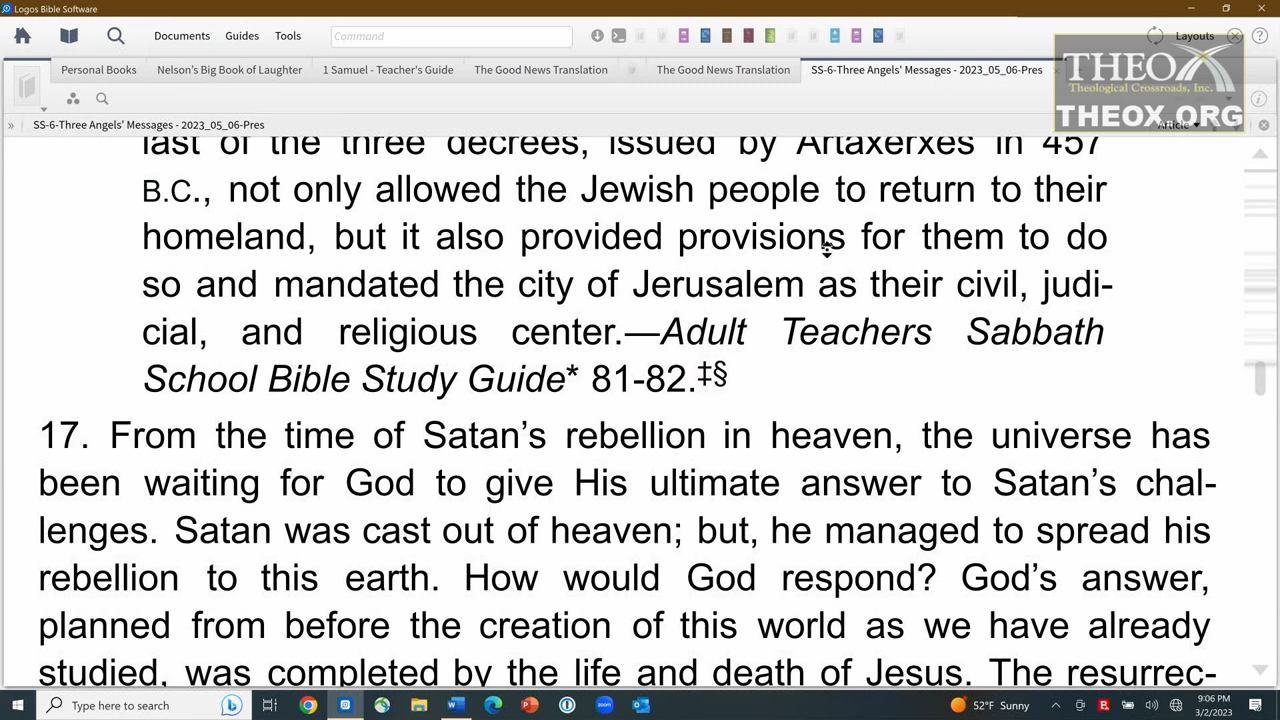 Logos Bible Software
Documents Guides Tools Command Layouts
Personal Books Nelson's Big Book of Laughter 1 Samuel - Teacher's Guide The Good News Translation The Good News Translation SS-6-Three Angels' Messages - 2023_05_06-Pres
THEOX
Theological Crossroads, Inc.
THEOX.ORG
SS-6-Three Angels' Messages - 2023_05_06-Pres Article
last of the three decrees, issued by Artaxerxes in 457
B.C., not only allowed the Jewish people to return to their
homeland, but it also provided provisions for them to do
so and mandated the city of Jerusalem as their civil, judi-
cial, and religious center.—Adult Teachers Sabbath
School Bible Study Guide* 81-82.‡§
17. From the time of Satan’s rebellion in heaven, the universe has
been waiting for God to give His ultimate answer to Satan’s chal-
lenges. Satan was cast out of heaven; but, he managed to spread his
rebellion to this earth. How would God respond? God’s answer,
planned from before the creation of this world as we have already
studied, was completed by the life and death of Jesus. The resurrec-
Type here to search 52°F Sunny 9:06 PM
3/2/2023